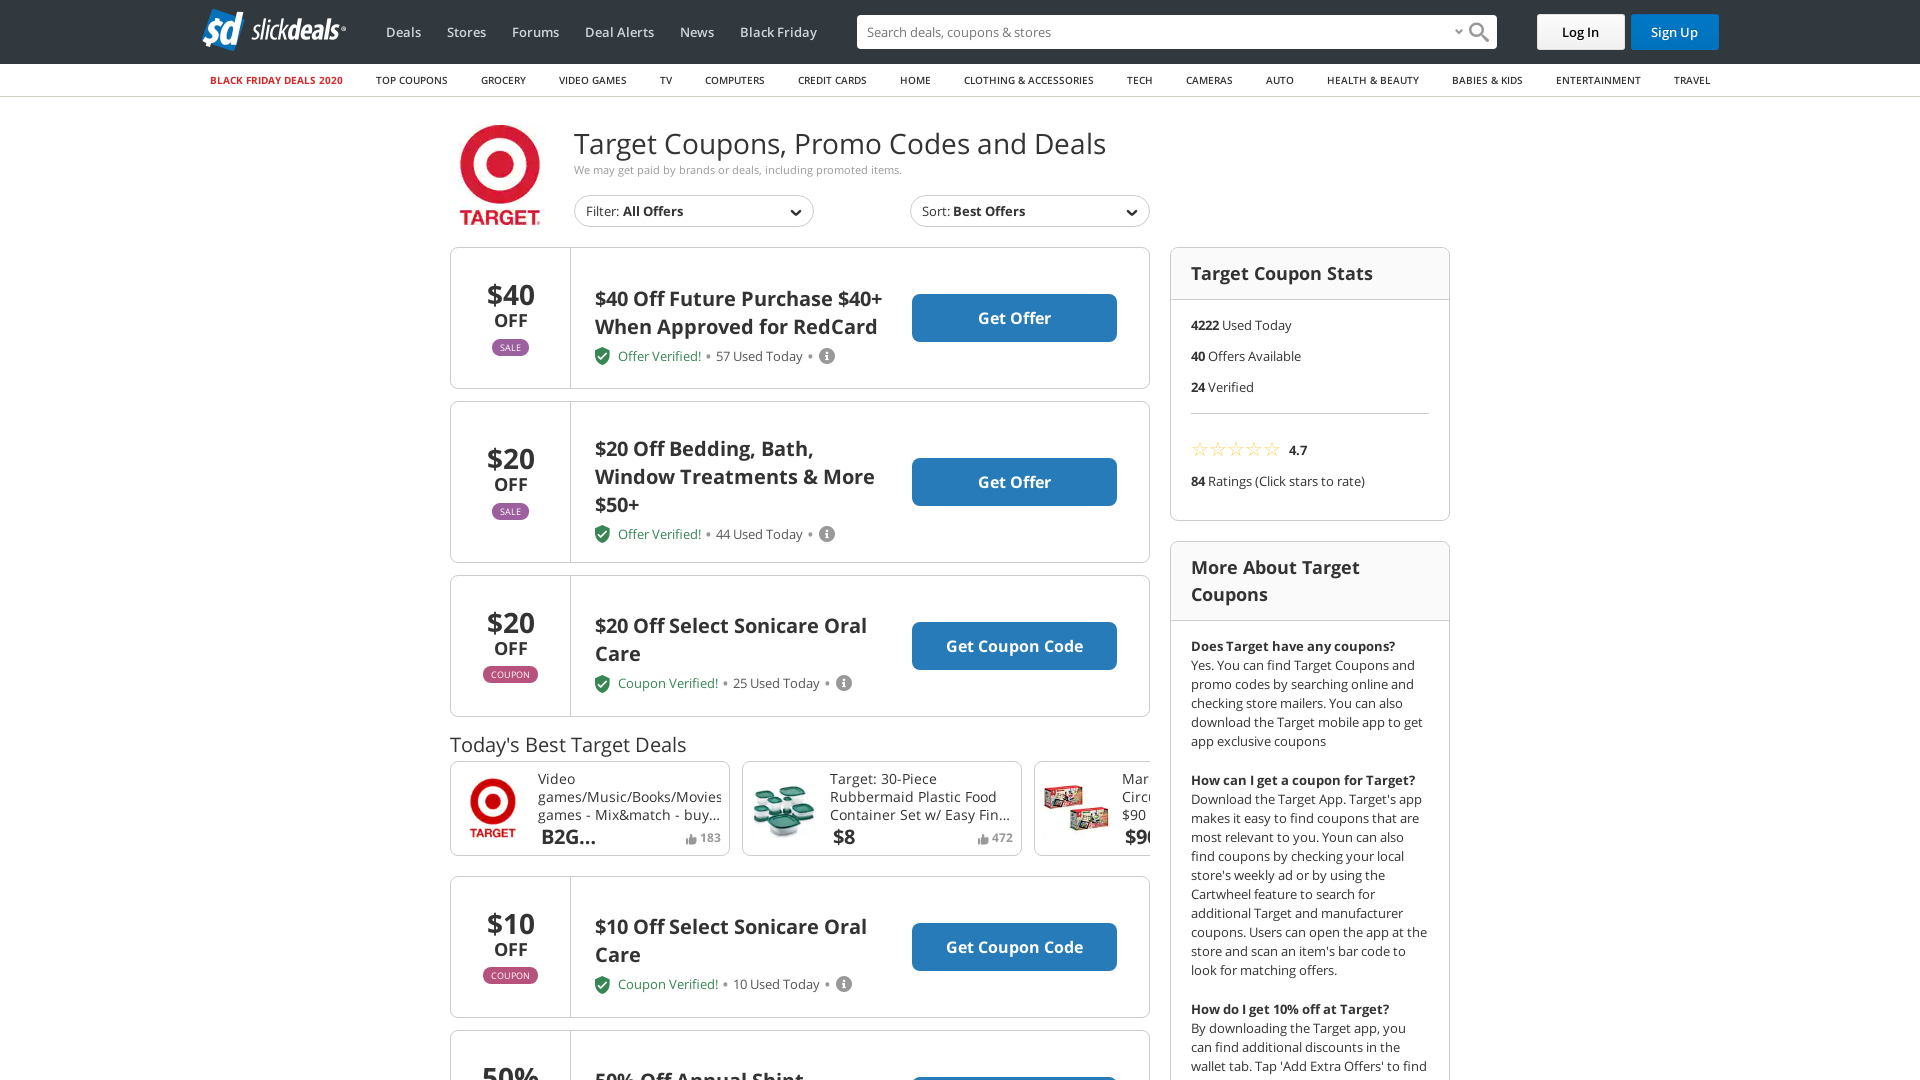 slickdeals
Deals
Stores
Forums
Deal Alerts
News
Black Friday
Search deals, coupons & stores
Log In
Sign Up
BLACK FRIDAY DEALS 2020
TOP COUPONS
GROCERY
VIDEO GAMES
TV
COMPUTERS
CREDIT CARDS
HOME
CLOTHING & ACCESSORIES
TECH
CAMERAS
AUTO
HEALTH & BEAUTY
BABIES & KIDS
ENTERTAINMENT
TRAVEL
TARGET
Target Coupons, Promo Codes and Deals
We may get paid by brands or deals, including promoted items.
Filter: All Offers
Sort: Best Offers
$40
OFF
SALE
$40 Off Future Purchase $40+
When Approved for RedCard
Offer Verified! • 57 Used Today •
Get Offer
$20
OFF
SALE
$20 Off Bedding, Bath,
Window Treatments & More
$50+
Offer Verified! • 44 Used Today •
Get Offer
$20
OFF
COUPON
$20 Off Select Sonicare Oral
Care
Coupon Verified! • 25 Used Today •
Get Coupon Code
Today's Best Target Deals
TARGET
Video
games/Music/Books/Movies
games - Mix&match - buy...
B2G...
183
Target: 30-Piece
Rubbermaid Plastic Food
Container Set w/ Easy Fin...
$8
472
Mar
Circu
$90
$90
$10
OFF
COUPON
$10 Off Select Sonicare Oral
Care
Coupon Verified! • 10 Used Today •
Get Coupon Code
50%
50% Off Annual Shipt
Target Coupon Stats
4222 Used Today
40 Offers Available
24 Verified
4.7
84 Ratings (Click stars to rate)
More About Target
Coupons
Does Target have any coupons?
Yes. You can find Target Coupons and
promo codes by searching online and
checking store mailers. You can also
download the Target mobile app to get
app exclusive coupons
How can I get a coupon for Target?
Download the Target App. Target's app
makes it easy to find coupons that are
most relevant to you. Youn can also
find coupons by checking your local
store's weekly ad or by using the
Cartwheel feature to search for
additional Target and manufacturer
coupons. Users can open the app at the
store and scan an item's bar code to
look for matching offers.
How do I get 10% off at Target?
By downloading the Target app, you
can find additional discounts in the
wallet tab. Tap 'Add Extra Offers' to find